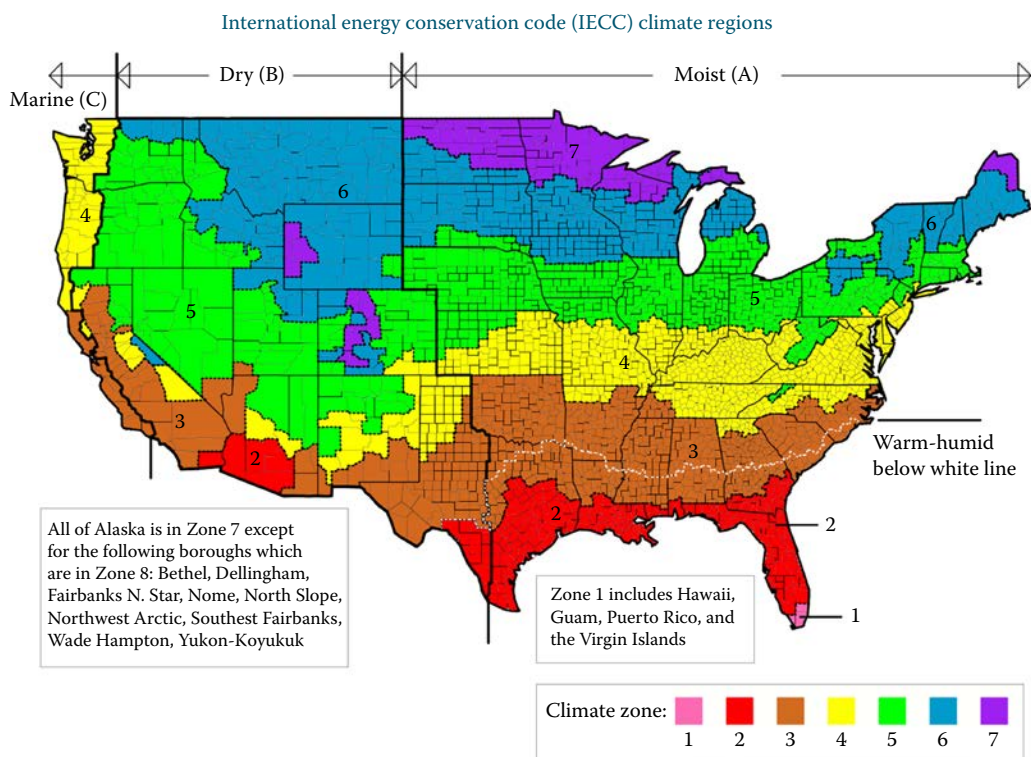 International energy conservation code (IECC) climate regions
Dry (B)
Moist (A)
Marine (C)
7
6
4
6
5
5
4
3
3
2
2
Warm-humid
below white line
2
1
All of Alaska is in Zone 7 except
for the following boroughs which
are in Zone 8: Bethel, Dellingham,
Fairbanks N. Star, Nome, North Slope,
Northwest Arctic, Southest Fairbanks,
Wade Hampton, Yukon-Koyukuk
Zone 1 includes Hawaii,
Guam, Puerto Rico, and
the Virgin Islands
Climate zone:
1 2 3 4 5 6 7